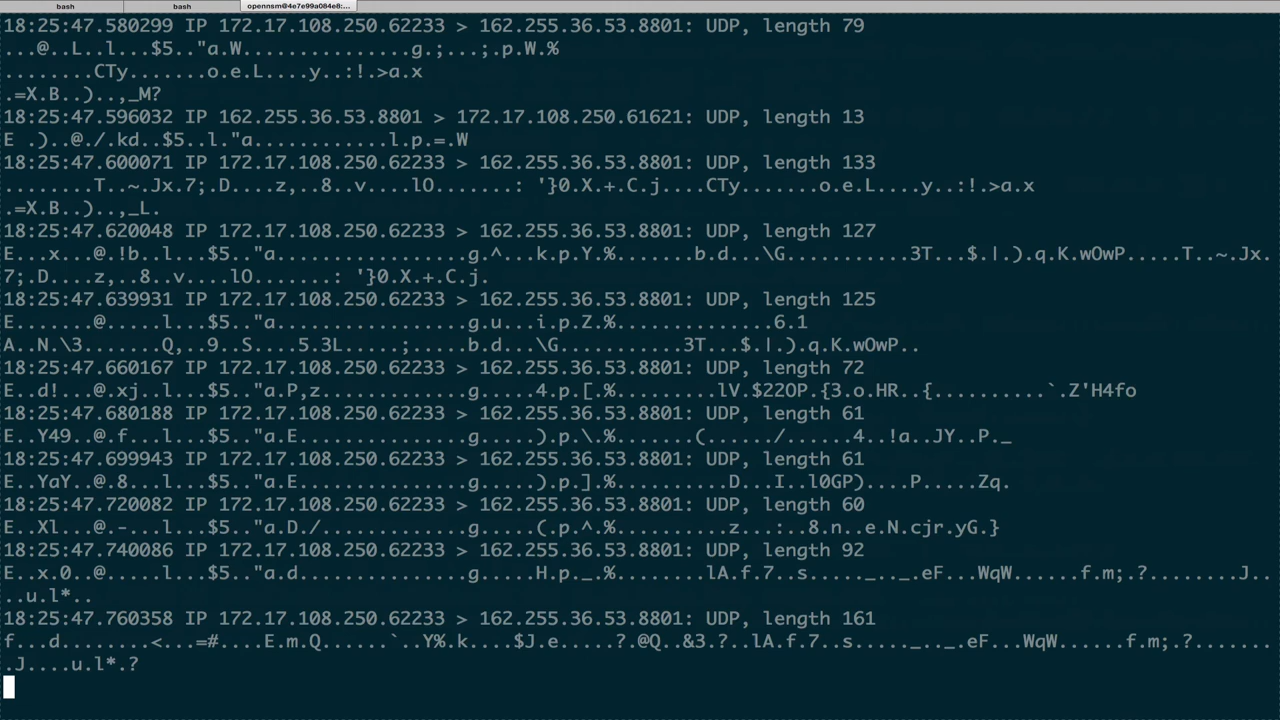 bash bash opennsm@4e7e99a084e8:...
18:25:47.580299 IP 172.17.108.250.62233 > 162.255.36.53.8801: UDP, length 79
...@..L..l...$5.."a.W...............g.;...;.p.W.%
........CTy.......o.e.L....y..:!.>a.x
.=X.B..)..,_M?
18:25:47.596032 IP 162.255.36.53.8801 > 172.17.108.250.61621: UDP, length 13
E .)..@./.kd..$5..l."a............l.p.=.W
18:25:47.600071 IP 172.17.108.250.62233 > 162.255.36.53.8801: UDP, length 133
........T..~.Jx.7;.D....z,..8..v....lO.......: '}0.X.+.C.j....CTy.......o.e.L....y..:!.>a.x
.=X.B..)..,_L.
18:25:47.620048 IP 172.17.108.250.62233 > 162.255.36.53.8801: UDP, length 127
E...x...@.!b..l...$5.."a.................g.^...k.p.Y.%.......b.d...\G...........3T...$.|.).q.K.wOwP.....T..~.Jx.
7;.D....z,..8..v....lO.......: '}0.X.+.C.j.
18:25:47.639931 IP 172.17.108.250.62233 > 162.255.36.53.8801: UDP, length 125
E.......@.....l...$5.."a.................g.u...i.p.Z.%..............6.1
A..N.\3.......Q,..9..S....5.3L.....;.....b.d...\G...........3T...$.|.).q.K.wOwP..
18:25:47.660167 IP 172.17.108.250.62233 > 162.255.36.53.8801: UDP, length 72
E..d!...@.xj..l...$5.."a.P,z.............g.....4.p.[.%.........lV.$22OP.{3.o.HR..{..........`.Z'H4fo
18:25:47.680188 IP 172.17.108.250.62233 > 162.255.36.53.8801: UDP, length 61
E..Y49..@.f...l...$5.."a.E...............g.....).p.\.%.......(....../......4..!a..JY..P._
18:25:47.699943 IP 172.17.108.250.62233 > 162.255.36.53.8801: UDP, length 61
E..YaY..@.8...l...$5.."a.E...............g.....).p.].%..........D...I..l0GP)....P.....Zq.
18:25:47.720082 IP 172.17.108.250.62233 > 162.255.36.53.8801: UDP, length 60
E..Xl...@.-...l...$5.."a.D./.............g.....(.p.^.%..........z...:..8.n..e.N.cjr.yG.}
18:25:47.740086 IP 172.17.108.250.62233 > 162.255.36.53.8801: UDP, length 92
E..x.0..@.....l...$5.."a.d...............g.....H.p._.%........lA.f.7..s....._.._.eF...WqW......f.m;.?........J..
..u.l*..
18:25:47.760358 IP 172.17.108.250.62233 > 162.255.36.53.8801: UDP, length 161
f...d........<...=#....E.m.Q......`..Y%.k....$J.e.....?.@Q..&3.?..lA.f.7..s....._.._.eF...WqW......f.m;.?.......
.J....u.l*.?